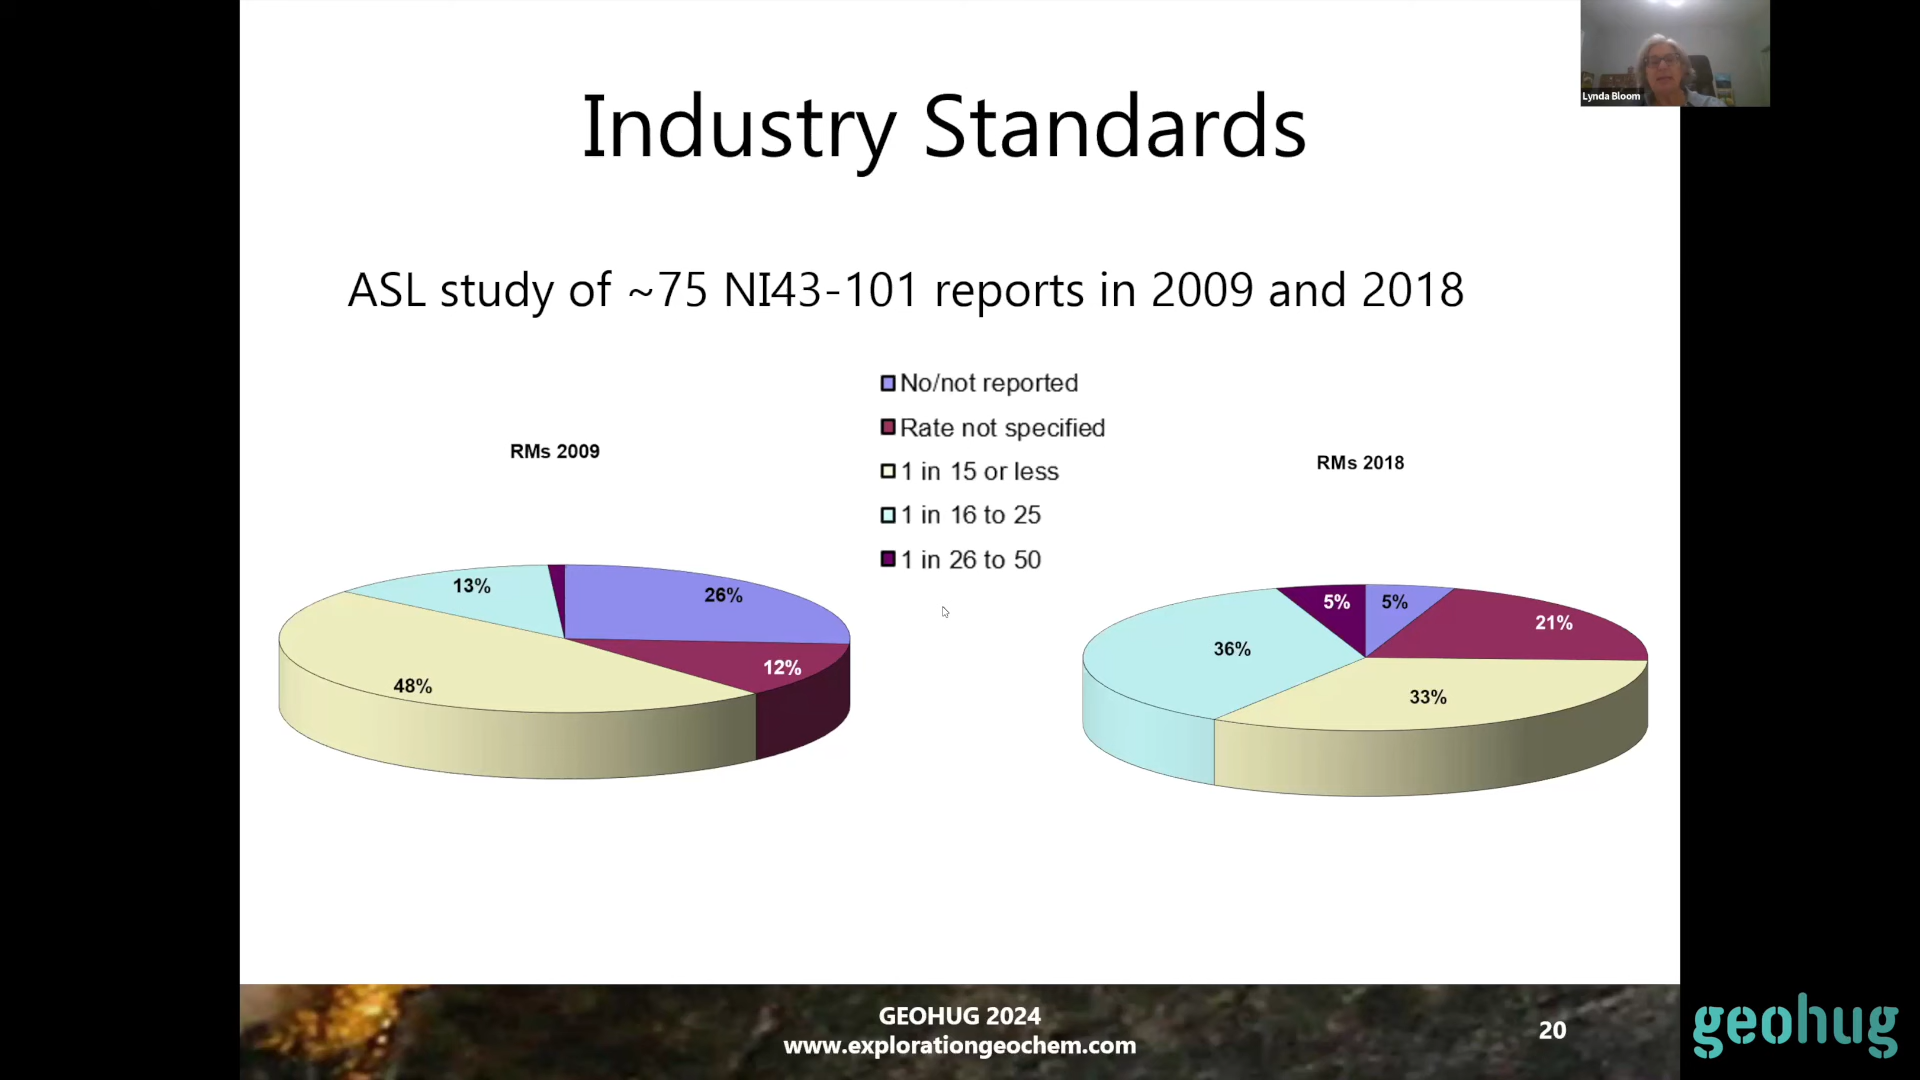 Lynda Bloom
Industry Standards
ASL study of ~75 NI43-101 reports in 2009 and 2018
No/not reported
Rate not specified
1 in 15 or less
1 in 16 to 25
1 in 26 to 50
RMs 2009
13%
26%
12%
48%
RMs 2018
5%
5%
21%
36%
33%
GEOHUG 2024
www.explorationgeochem.com
20
geohug